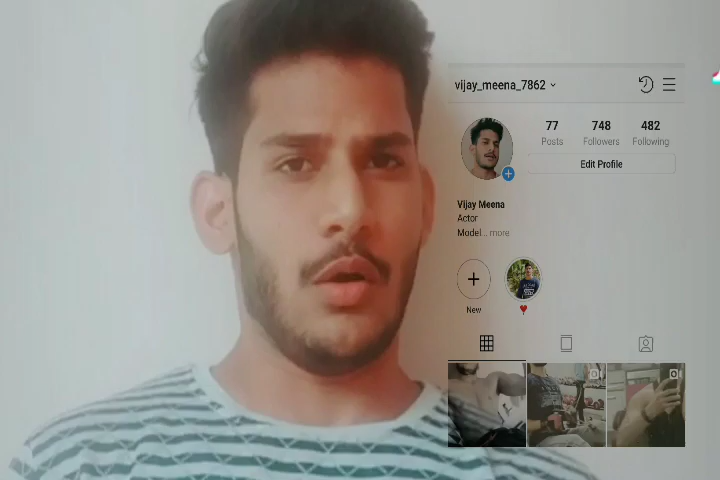 vijay_meena_7862
77 748 482
Posts Followers Following
Edit Profile
Vijay Meena
Actor
Model... more
New